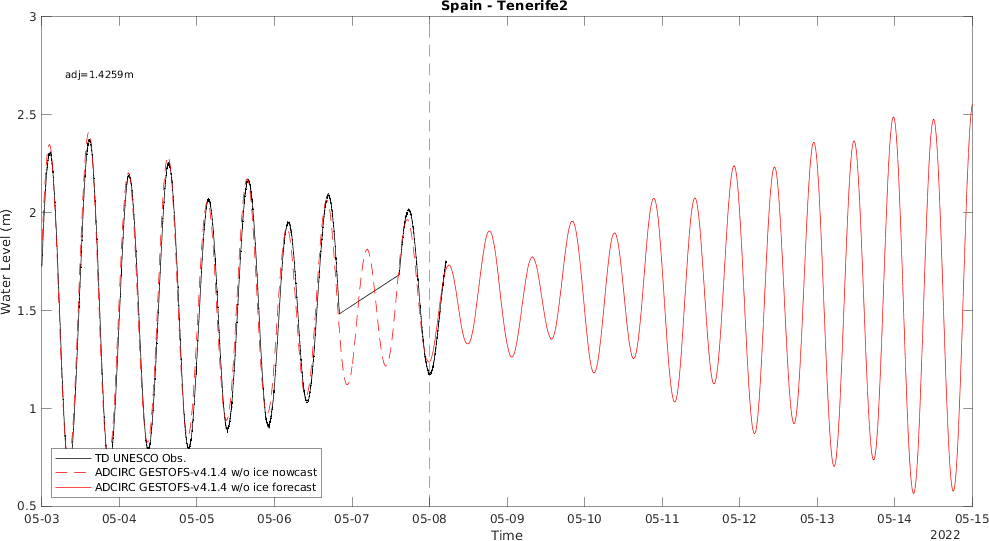 Spain - Tenerife2
3
adj=1.4259m
2.5
2
Water Level (m)
1.5
1
TD UNESCO Obs.
ADCIRC GESTOFS-v4.1.4 w/o ice nowcast
ADCIRC GESTOFS-v4.1.4 w/o ice forecast
0.5
05-03 05-04 05-05 05-06 05-07 05-08 05-09 05-10 05-11 05-12 05-13 05-14 05-15
Time
2022